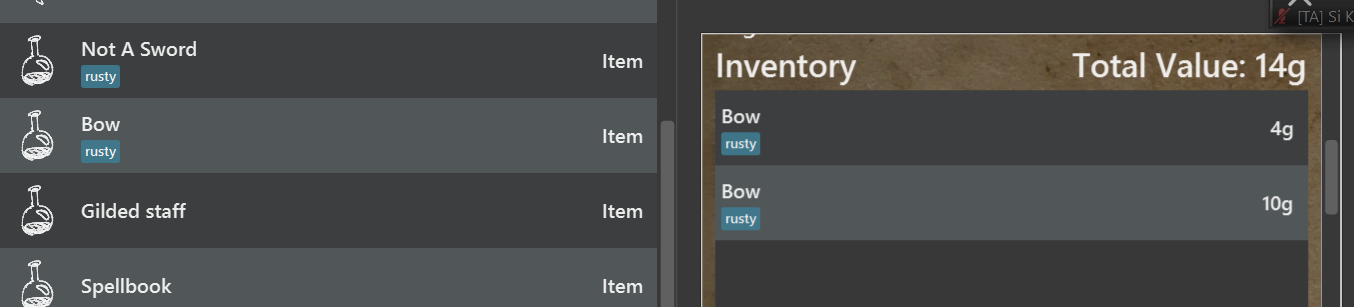 Not A Sword
rusty
Item
Bow
rusty
Item
Gilded staff
Item
Spellbook
Item
[TA] Si K
Inventory
Total Value: 14g
Bow
rusty
4g
Bow
rusty
10g